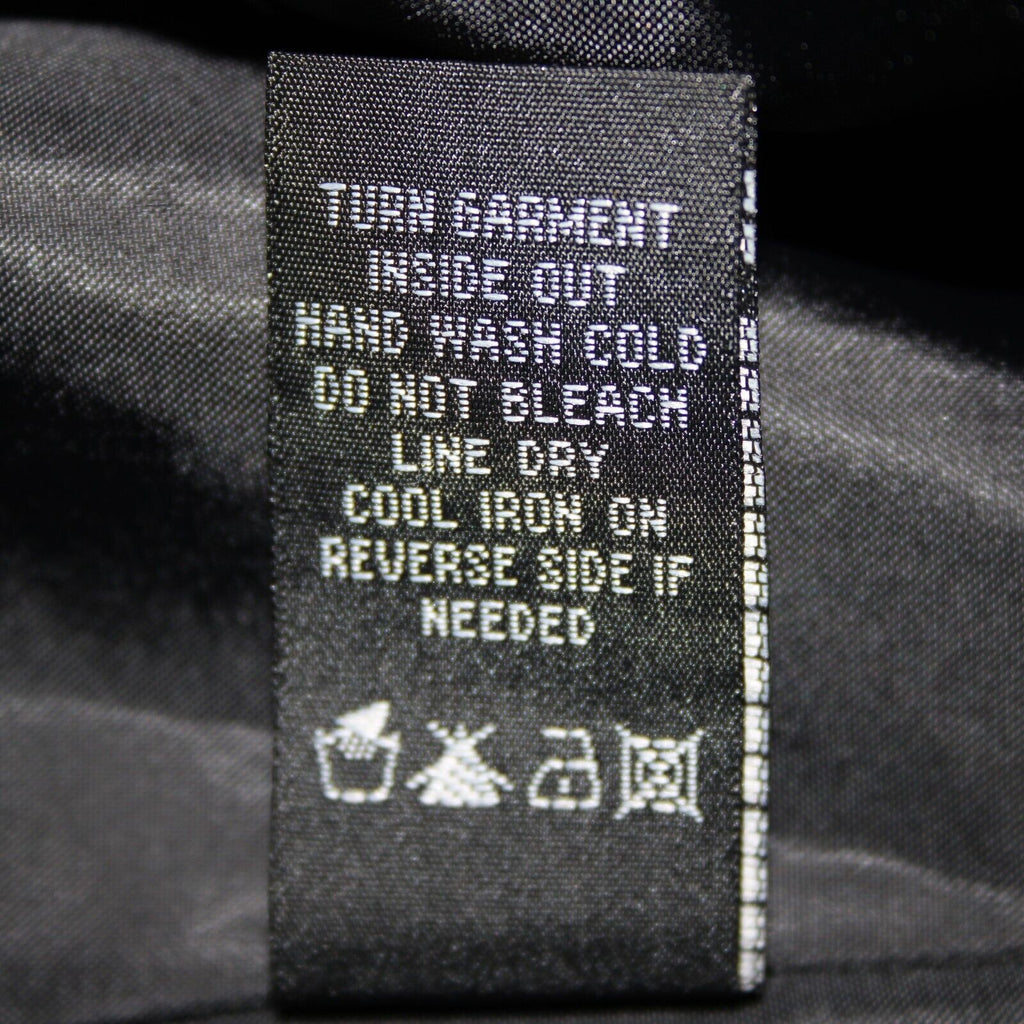 TURN GARMENT
INSIDE OUT
HAND WASH COLD
DO NOT BLEACH
LINE DRY
COOL IRON ON
REVERSE SIDE IF
NEEDED